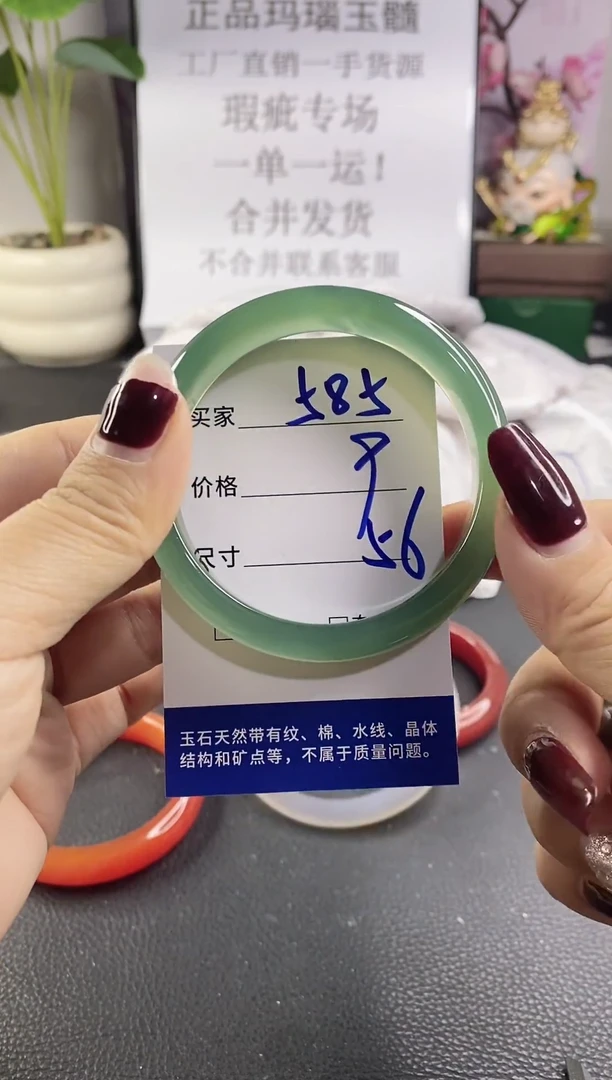 正品玛瑙玉髓
工厂直销一手货源
瑕疵专场
一单一运！
合并发货
不合并联系客服
买家 585
价格
尺寸 56
玉石天然带有纹、棉、水线、晶体
结构和矿点等，不属于质量问题。